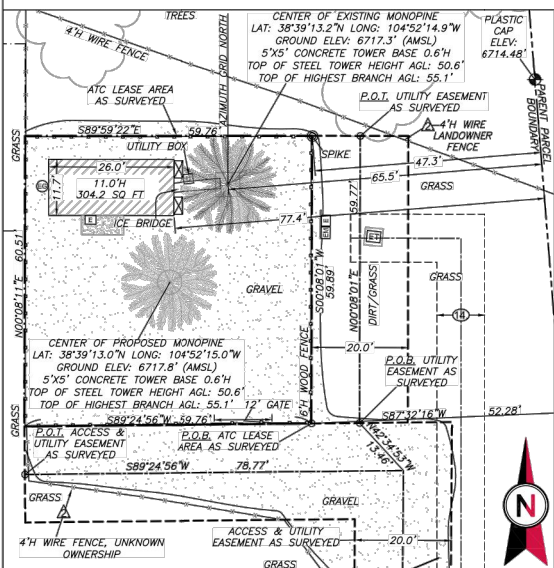 TREES
4'H WIRE FENCE
AZIMUTH GRID NORTH
CENTER OF EXISTING MONOPINE
LAT: 38°39'13.2"N LONG: 104°52'14.9"W
GROUND ELEV: 6717.3' (AMSL)
5'X5' CONCRETE TOWER BASE 0.6'H
TOP OF STEEL TOWER HEIGHT AGL: 50.6'
TOP OF HIGHEST BRANCH AGL: 55.1'
PLASTIC
CAP
ELEV:
6714.48'
PARENT PARCEL
BOUNDARY
ATC LEASE AREA
AS SURVEYED
P.O.T. UTILITY EASEMENT
AS SURVEYED
4'H WIRE
LANDOWNER
FENCE
2
GRASS
S89°59'22"E 59.76'
UTILITY BOX
SPIKE
47.3'
65.5'
77.4'
GRASS
26.0'
11.7'
11.0'H
304.2 SQ FT
EG
E
ICE BRIDGE
E
EM
ET
59.77'
N00°08'01"E
S00°08'01"W
59.89'
DIRT/GRASS
GRASS
14
N00°08'11"E 60.51'
GRAVEL
20.0'
6'H WOOD FENCE
CENTER OF PROPOSED MONOPINE
LAT: 38°39'13.0"N LONG: 104°52'15.0"W
GROUND ELEV: 6717.8' (AMSL)
5'X5' CONCRETE TOWER BASE 0.6'H
TOP OF STEEL TOWER HEIGHT AGL: 50.6'
TOP OF HIGHEST BRANCH AGL: 55.1'
12' GATE
P.O.B. UTILITY
EASEMENT AS
SURVEYED
S89°24'56"W 59.76'
S87°32'16"W 52.28'
GRASS
P.O.T. ACCESS &
UTILITY EASEMENT
AS SURVEYED
P.O.B. ATC LEASE
AREA AS SURVEYED
N42°34'53"W
13.46'
S89°24'56"W 78.77'
GRASS
GRAVEL
2
4'H WIRE FENCE, UNKNOWN
OWNERSHIP
ACCESS & UTILITY
EASEMENT AS SURVEYED
20.0'
GRASS
N